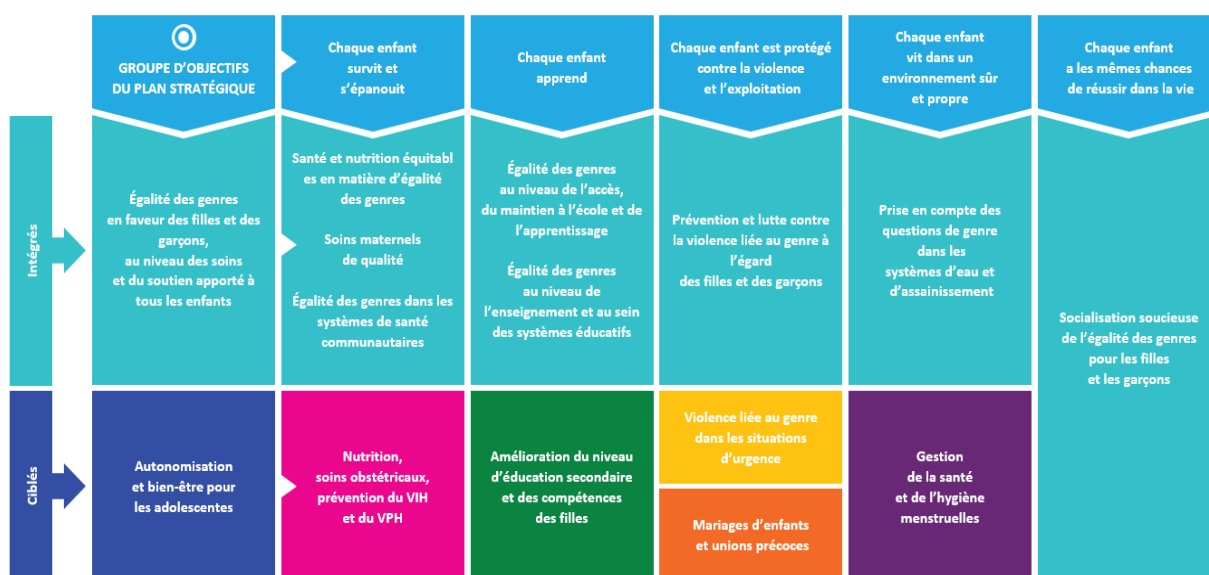 GROUPE D'OBJECTIFS
DU PLAN STRATÉGIQUE
Chaque enfant
survit et
s'épanouit
Chaque enfant
apprend
Chaque enfant est protégé
contre la violence
et l'exploitation
Chaque enfant
vit dans un
environnement sûr
et propre
Chaque enfant
a les mêmes chances
de réussir dans la vie
Intégrés
Égalité des genres
en faveur des filles et des
garçons,
au niveau des soins
et du soutien apporté à
tous les enfants
Santé et nutrition équitabl
es en matière d'égalité
des genres
Soins maternels
de qualité
Égalité des genres dans les
systèmes de santé
communautaires
Égalité des genres
au niveau de l'accès,
du maintien à l'école et de
l'apprentissage
Égalité des genres
au niveau de
l'enseignement et au sein
des systèmes éducatifs
Prévention et lutte contre
la violence liée au genre à
l'égard
des filles et des garçons
Prise en compte des
questions de genre
dans les
systèmes d'eau et
d'assainissement
Socialisation soucieuse
de l'égalité des genres
pour les filles
et les garçons
Ciblés
Autonomisation
et bien-être pour
les adolescentes
Nutrition,
soins obstétricaux,
prévention du VIH
et du VPH
Amélioration du niveau
d'éducation secondaire
et des compétences
des filles
Violence liée au genre
dans les situations
d'urgence
Mariages d'enfants
et unions précoces
Gestion
de la santé
et de l'hygiène
menstruelles